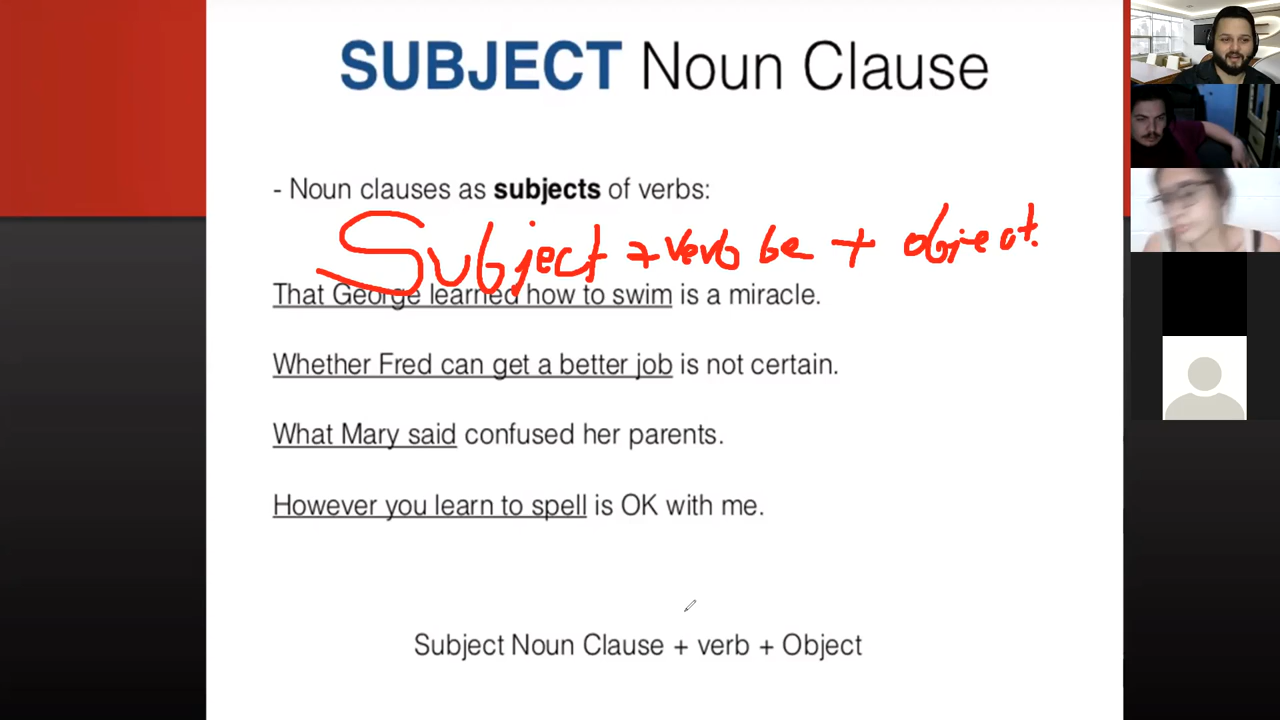 SUBJECT Noun Clause
- Noun clauses as subjects of verbs:
Subject + verb be + object.
That George learned how to swim is a miracle.
Whether Fred can get a better job is not certain.
What Mary said confused her parents.
However you learn to spell is OK with me.
Subject Noun Clause + verb + Object